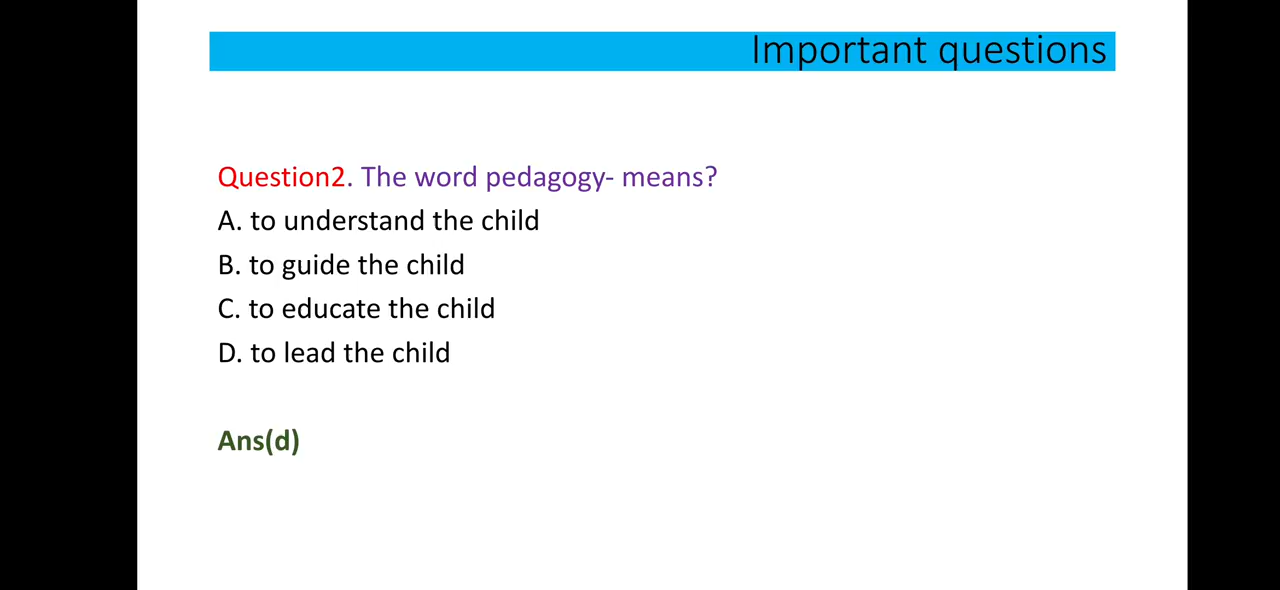 Important questions
Question2. The word pedagogy- means?
A. to understand the child
B. to guide the child
C. to educate the child
D. to lead the child
Ans(d)